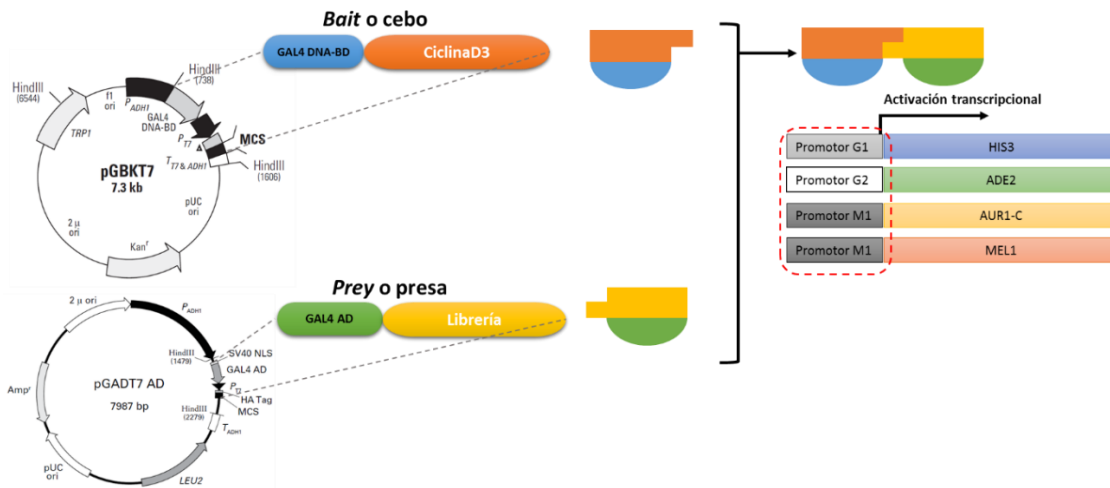 Bait o cebo
GAL4 DNA-BD
CiclinaD3
HindIII
(6544)
f1
ori
PADH1
HindIII
(738)
GAL4
DNA-BD
TRP1
PT7
MCS
TT7 & ADH1
HindIII
(1606)
pGBKT7
7.3 kb
pUC
ori
2 μ
ori
Kanr
Activación transcripcional
Promotor G1
HIS3
Promotor G2
ADE2
Promotor M1
AUR1-C
Promotor M1
MEL1
Prey o presa
GAL4 AD
Librería
2 μ ori
PADH1
HindIII
(1479)
SV40 NLS
GAL4 AD
PT7
HA Tag
MCS
HindIII
(2279)
TADH1
Ampr
pGADT7 AD
7987 bp
pUC
ori
LEU2